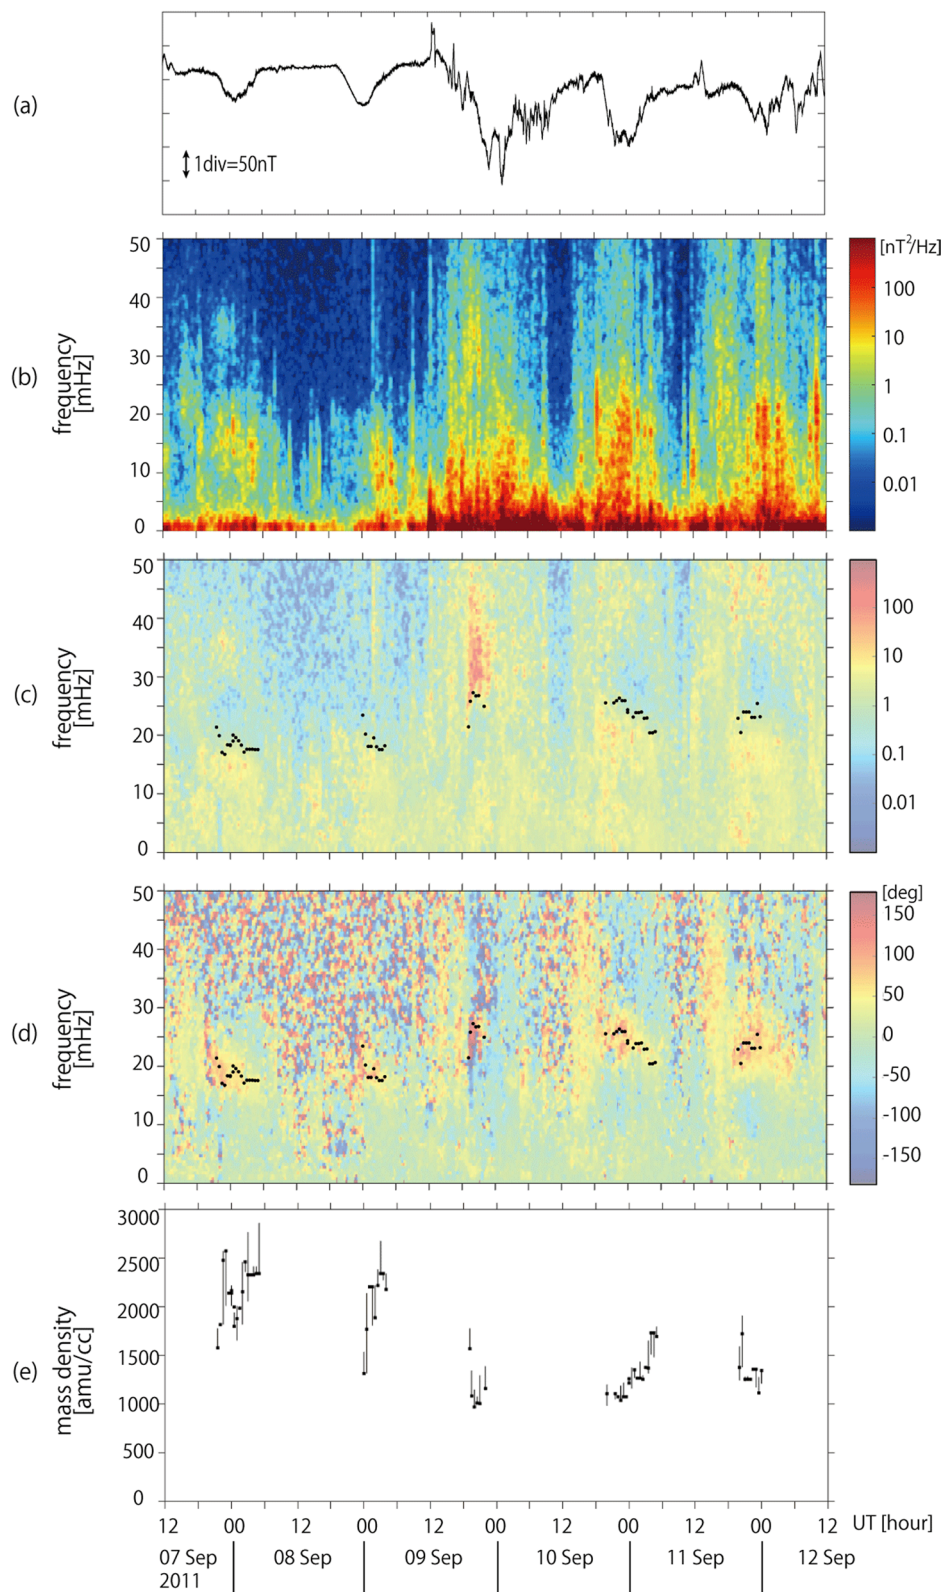 (a)
1div=50nT
(b)
frequency
[mHz]
50
40
30
20
10
0
[nT²/Hz]
100
10
1
0.1
0.01
(c)
frequency
[mHz]
50
40
30
20
10
0
100
10
1
0.1
0.01
(d)
frequency
[mHz]
50
40
30
20
10
0
[deg]
150
100
50
0
-50
-100
-150
(e)
mass density
[amu/cc]
3000
2500
2000
1500
1000
500
0
12 00 12 00 12 00 12 00 12 00 12 UT [hour]
07 Sep 08 Sep 09 Sep 10 Sep 11 Sep 12 Sep
2011